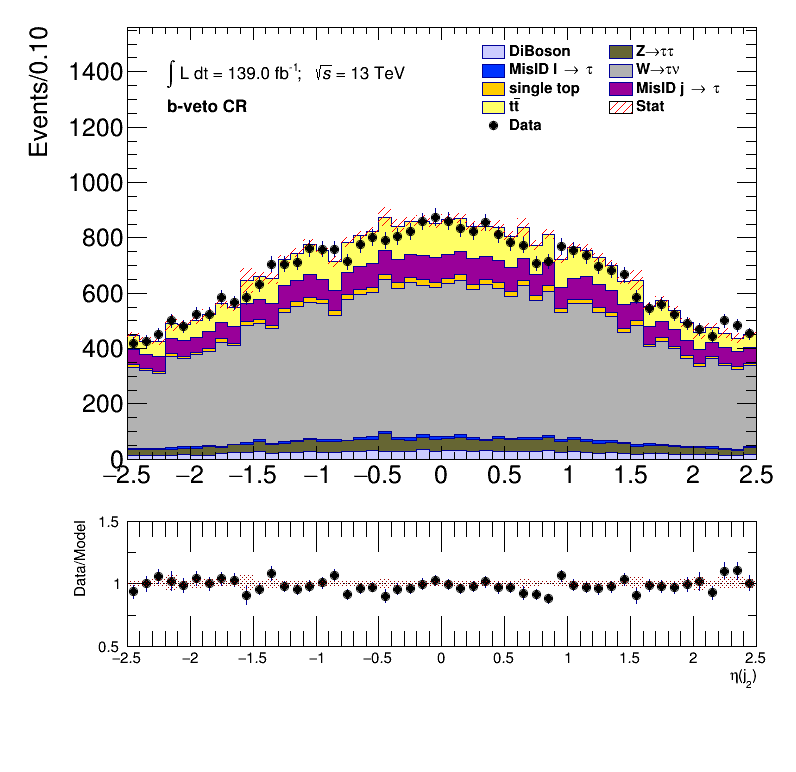 Events/0.10
1400
1200
1000
800
600
400
200
0
∫ L dt = 139.0 fb⁻¹; √s = 13 TeV
b-veto CR
DiBoson
MisID l → τ
single top
tt̄
Data
Z→ττ
W→τν
MisID j → τ
Stat
−2.5 −2 −1.5 −1 −0.5 0 0.5 1 1.5 2 2.5
Data/Model
1.5
1
0.5
−2.5 −2 −1.5 −1 −0.5 0 0.5 1 1.5 2 2.5
η(j₂)